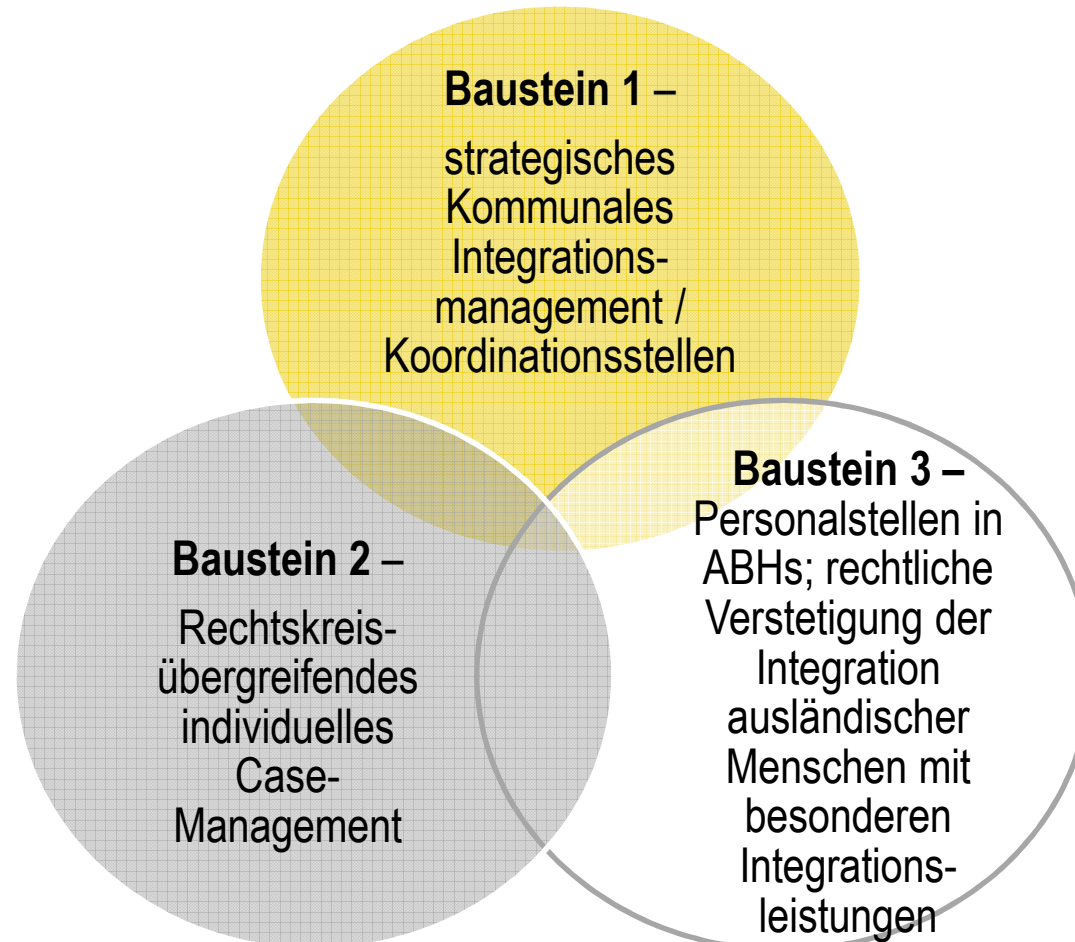 Baustein 1 –
strategisches
Kommunales
Integrations-
management /
Koordinationsstellen
Baustein 2 –
Rechtskreis-
übergreifendes
individuelles
Case-
Management
Baustein 3 –
Personalstellen in
ABHs; rechtliche
Verstetigung der
Integration
ausländischer
Menschen mit
besonderen
Integrations-
leistungen